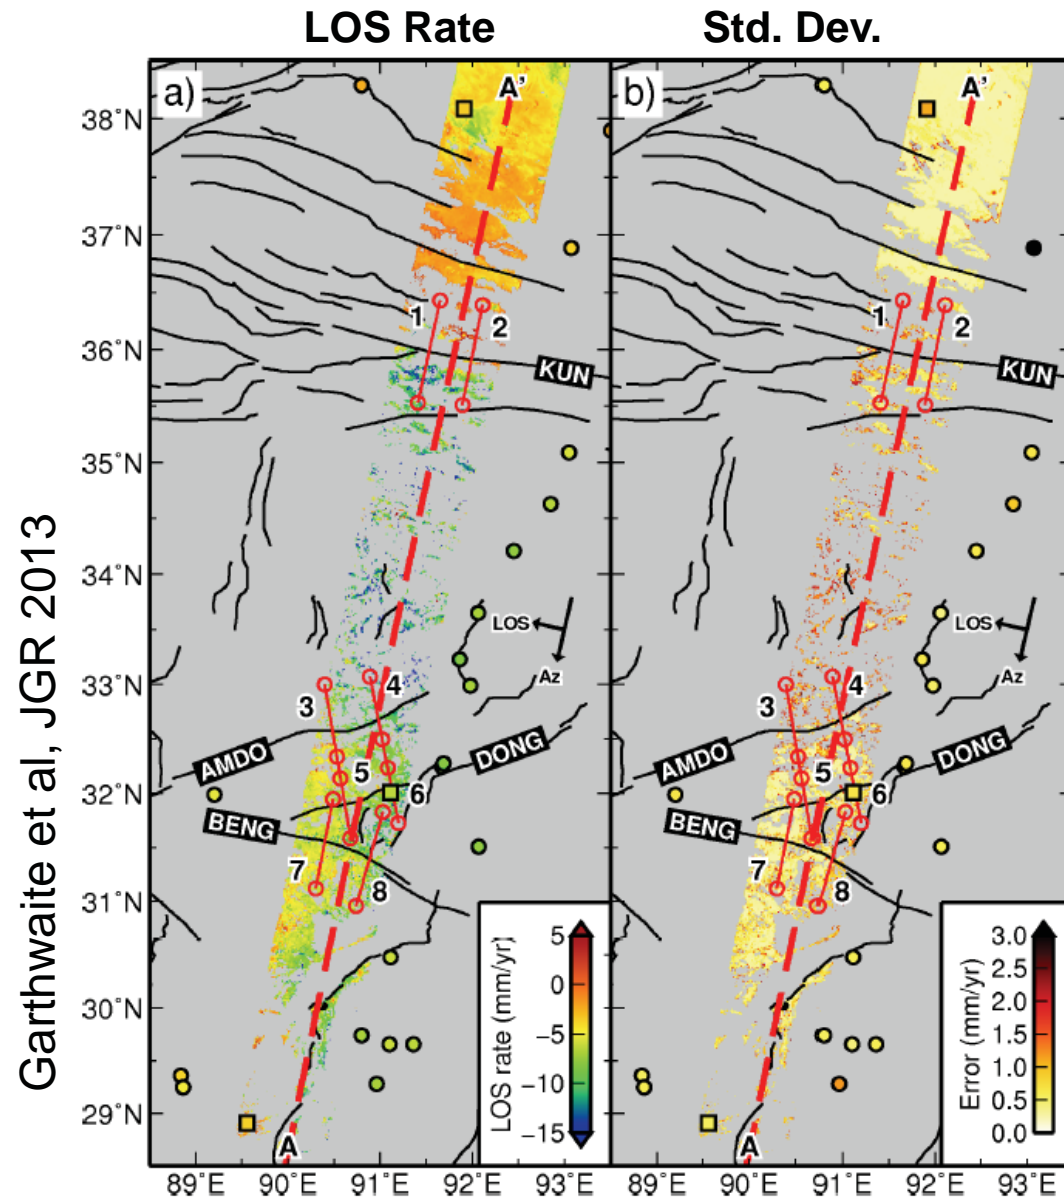 LOS Rate
Std. Dev.
Garthwaite et al, JGR 2013
a)
A'
38˚N
37˚N
36˚N
35˚N
34˚N
33˚N
32˚N
31˚N
30˚N
29˚N
1
2
KUN
LOS
Az
3
4
AMDO
DONG
5
6
BENG
7
8
A
LOS rate (mm/yr)
5
0
−5
−10
−15
89˚E
90˚E
91˚E
92˚E
93˚E
b)
A'
1
2
KUN
LOS
Az
3
4
AMDO
DONG
5
6
BENG
7
8
A
Error (mm/yr)
3.0
2.5
2.0
1.5
1.0
0.5
0.0
89˚E
90˚E
91˚E
92˚E
93˚E